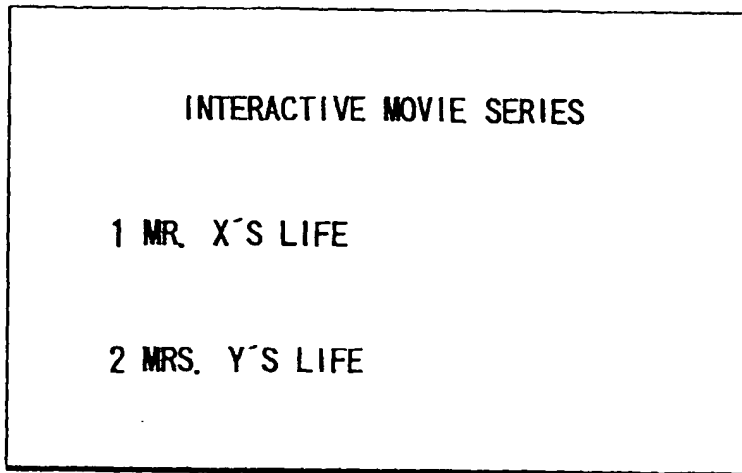 INTERACTIVE MOVIE SERIES
1 MR. X´S LIFE
2 MRS. Y´S LIFE